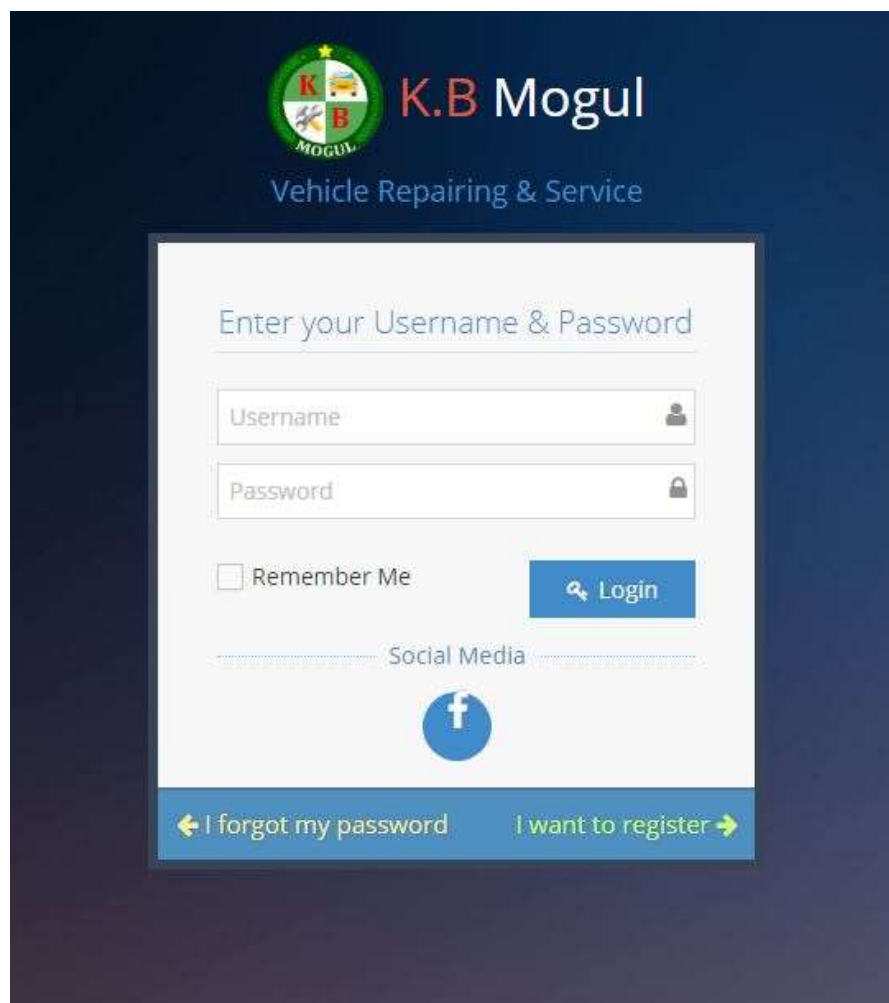 K
B
MOGUL
K.B Mogul
Vehicle Repairing & Service
Enter your Username & Password
Username
Password
Remember Me
Login
Social Media
f
I forgot my password
I want to register